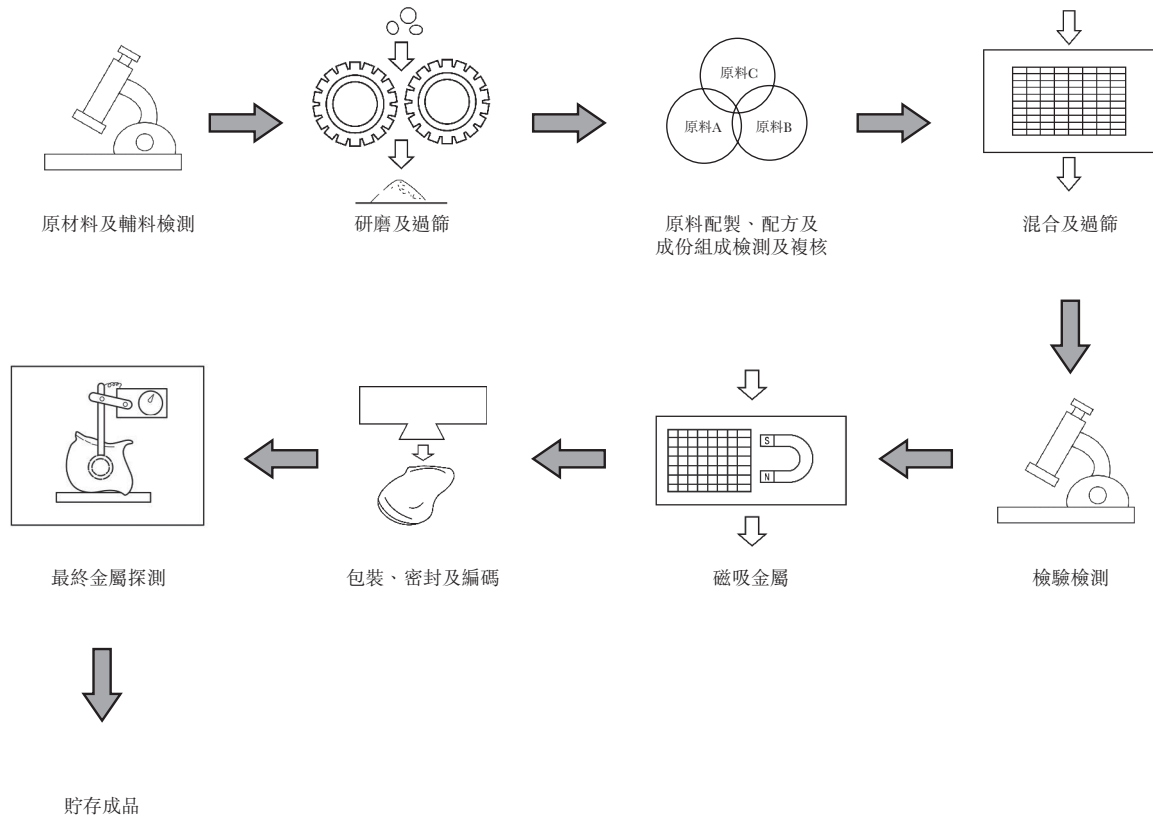 原料C
原料A
原料B
原材料及輔料檢測
研磨及過篩
原料配製、配方及
成份組成檢測及複核
混合及過篩
S
N
最終金屬探測
包裝、密封及編碼
磁吸金屬
檢驗檢測
貯存成品